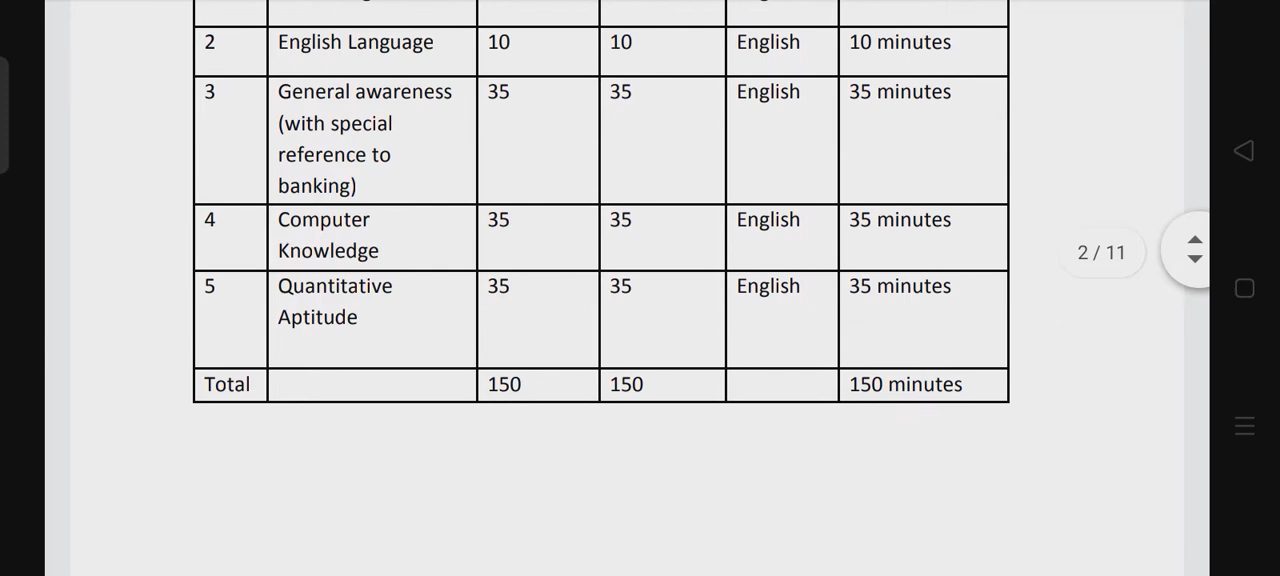 2 English Language 10 10 English 10 minutes
3 General awareness 35 35 English 35 minutes
(with special
reference to
banking)
4 Computer 35 35 English 35 minutes
Knowledge
2 / 11
5 Quantitative 35 35 English 35 minutes
Aptitude
Total 150 150 150 minutes